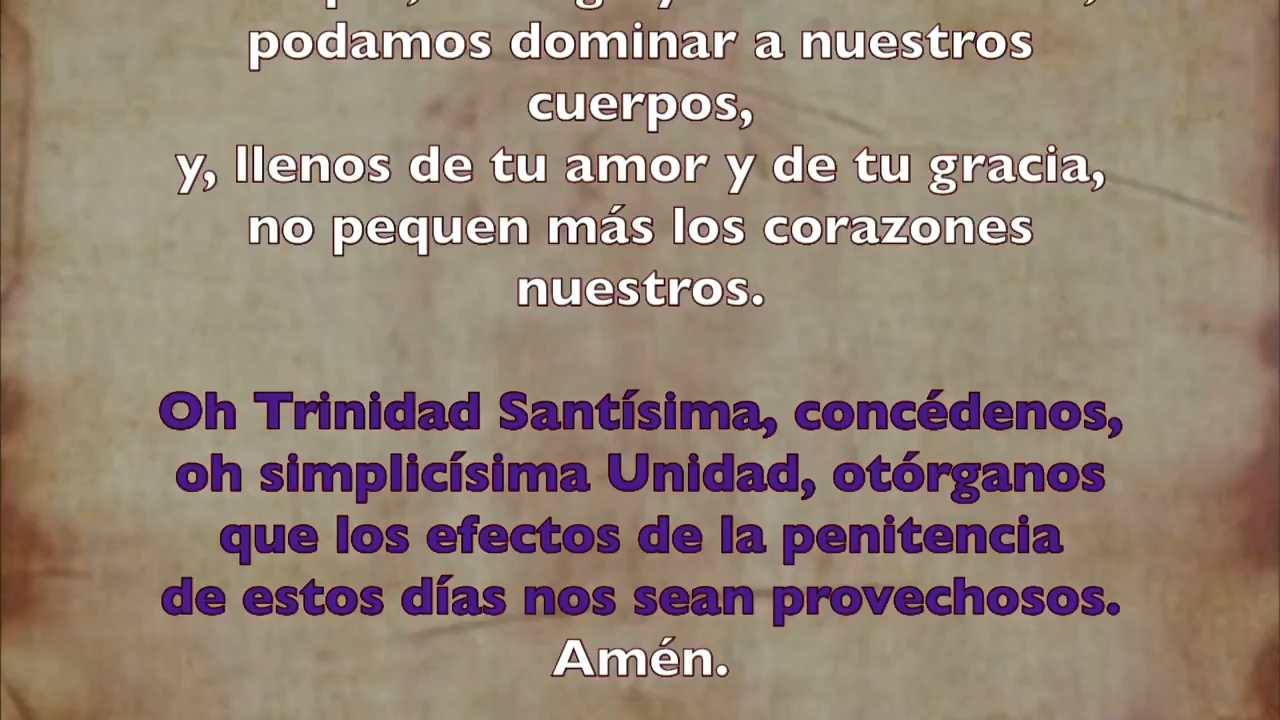 podamos dominar a nuestros
cuerpos,
y, llenos de tu amor y de tu gracia,
no pequen más los corazones
nuestros.
Oh Trinidad Santísima, concédenos,
oh simplicísima Unidad, otórganos
que los efectos de la penitencia
de estos días nos sean provechosos.
Amén.